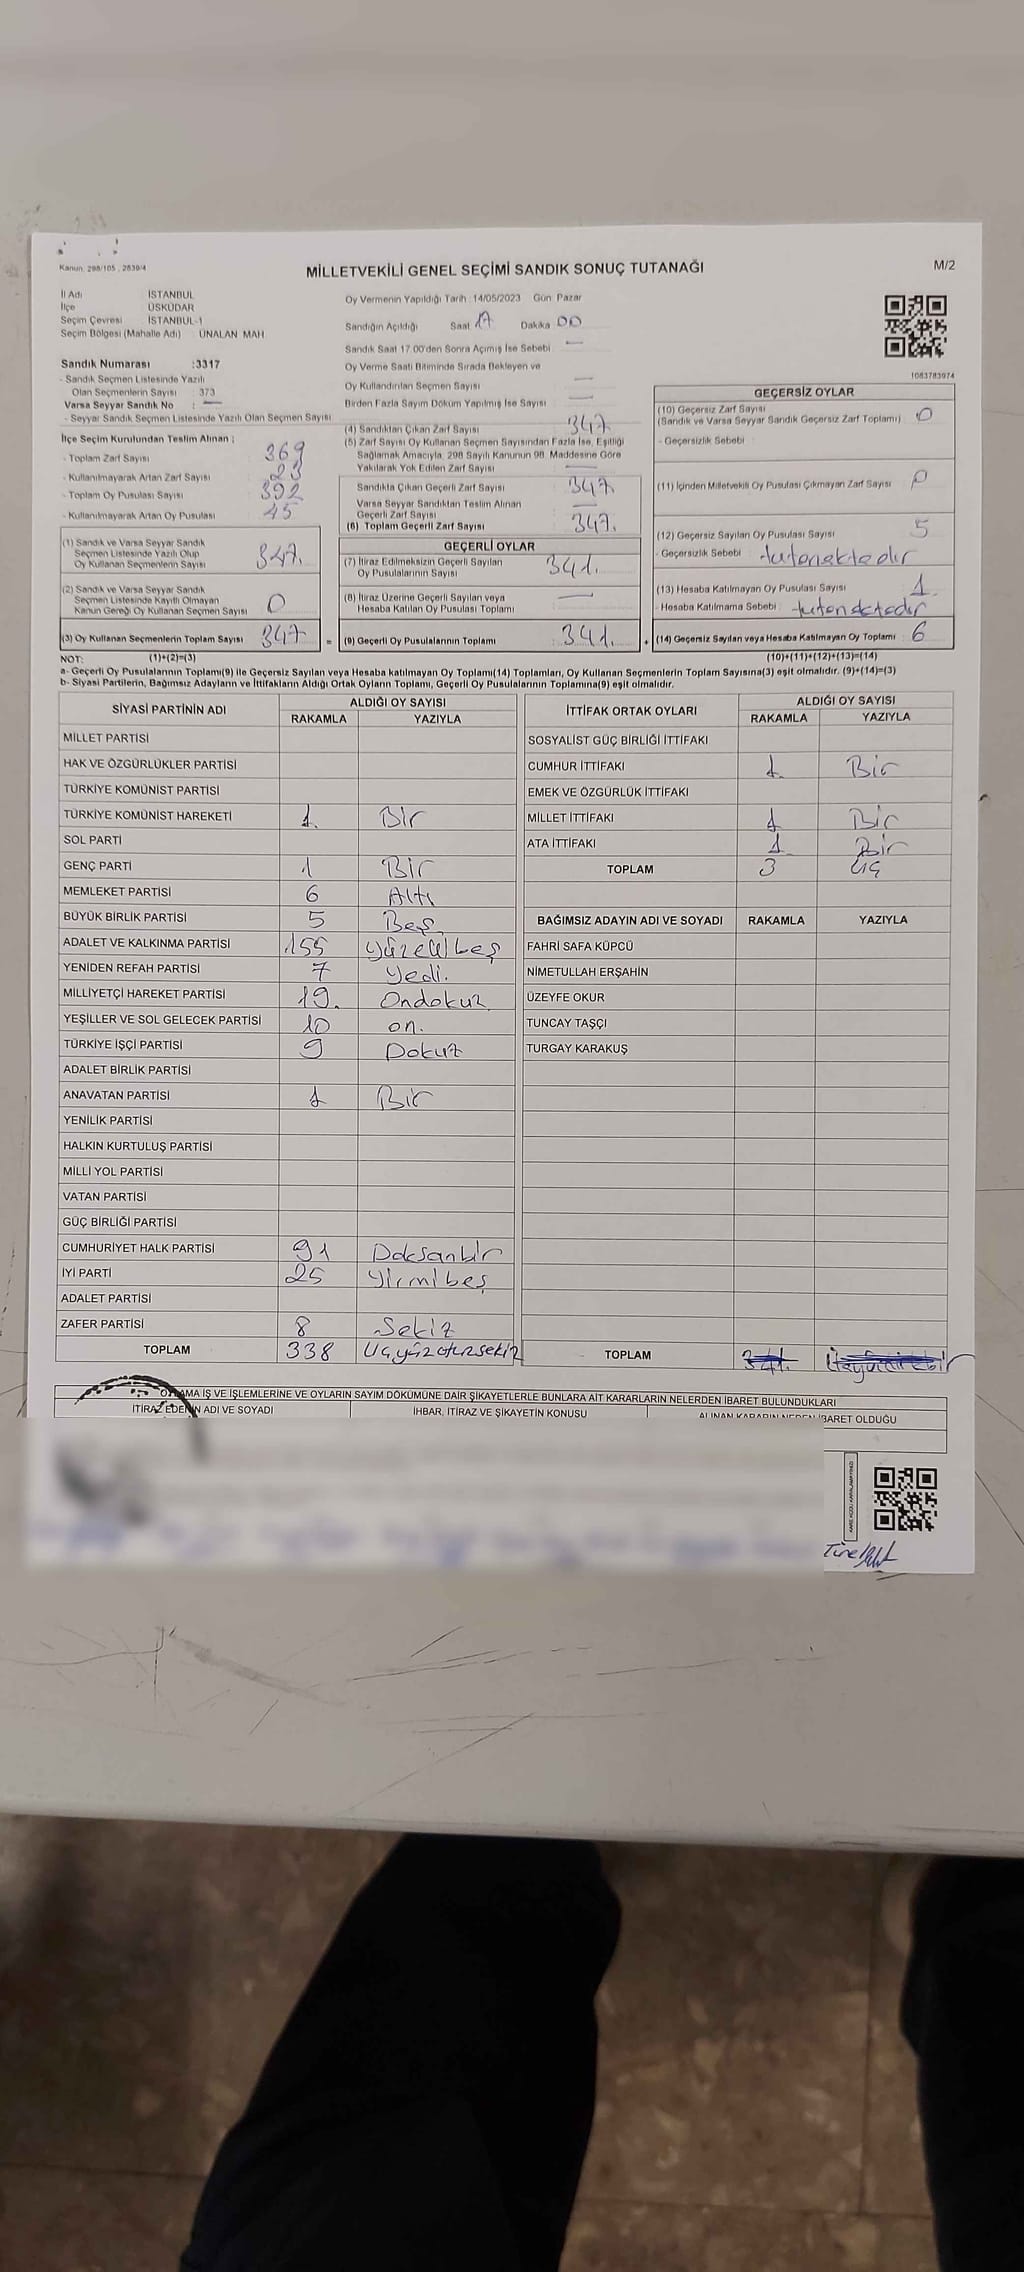 Kanun. 298/105 , 2839/4
MİLLETVEKİLİ GENEL SEÇİMİ SANDIK SONUÇ TUTANAĞI
M/2
İl Adı İSTANBUL
İlçe ÜSKÜDAR
Seçim Çevresi İSTANBUL-1
Seçim Bölgesi (Mahalle Adı) : ÜNALAN MAH
Oy Vermenin Yapıldığı Tarih : 14/05/2023 Gün: Pazar
Sandığın Açıldığı Saat 17 Dakika 00
Sandık Saat 17.00'den Sonra Açılmış İse Sebebi : —
Oy Verme Saati Bitiminde Sırada Bekleyen ve
Oy Kullandırılan Seçmen Sayısı : —
Birden Fazla Sayım Döküm Yapılmış İse Sayısı : —
1083783974
Sandık Numarası :3317
- Sandık Seçmen Listesinde Yazılı
Olan Seçmenlerin Sayısı : 373
Varsa Seyyar Sandık No : —
- Seyyar Sandık Seçmen Listesinde Yazılı Olan Seçmen Sayısı
İlçe Seçim Kurulundan Teslim Alınan ;
- Toplam Zarf Sayısı 369
- Kullanılmayarak Artan Zarf Sayısı 23
- Toplam Oy Pusulası Sayısı 392
- Kullanılmayarak Artan Oy Pusulası 45
(1) Sandık ve Varsa Seyyar Sandık
Seçmen Listesinde Yazılı Olup
Oy Kullanan Seçmenlerin Sayısı 347.
(2) Sandık ve Varsa Seyyar Sandık
Seçmen Listesinde Kayıtlı Olmayan
Kanun Gereği Oy Kullanan Seçmen Sayısı 0
(3) Oy Kullanan Seçmenlerin Toplam Sayısı 347 =
(4) Sandıktan Çıkan Zarf Sayısı 347
(5) Zarf Sayısı Oy Kullanan Seçmen Sayısından Fazla İse, Eşitliği
Sağlamak Amacıyla, 298 Sayılı Kanunun 98. Maddesine Göre
Yakılarak Yok Edilen Zarf Sayısı —
Sandıkta Çıkan Geçerli Zarf Sayısı 347
Varsa Seyyar Sandıktan Teslim Alınan
Geçerli Zarf Sayısı —
(6) Toplam Geçerli Zarf Sayısı 347.
GEÇERLİ OYLAR
(7) İtiraz Edilmeksizin Geçerli Sayılan
Oy Pusulalarının Sayısı 341.
(8) İtiraz Üzerine Geçerli Sayılan veya
Hesaba Katılan Oy Pusulası Toplamı —
(9) Geçerli Oy Pusulalarının Toplamı 341. +
GEÇERSİZ OYLAR
(10) Geçersiz Zarf Sayısı
(Sandık ve Varsa Seyyar Sandık Geçersiz Zarf Toplamı) 0
- Geçersizlik Sebebi
(11) İçinden Milletvekili Oy Pusulası Çıkmayan Zarf Sayısı 0
(12) Geçersiz Sayılan Oy Pusulası Sayısı 5
- Geçersizlik Sebebi tutanaktadır
(13) Hesaba Katılmayan Oy Pusulası Sayısı 1
- Hesaba Katılmama Sebebi : tutanaktadır
(14) Geçersiz Sayılan veya Hesaba Katılmayan Oy Toplamı 6
NOT: (1)+(2)=(3)
(10)+(11)+(12)+(13)=(14)
a- Geçerli Oy Pusulalarının Toplamı(9) ile Geçersiz Sayılan veya Hesaba katılmayan Oy Toplamı(14) Toplamları, Oy Kullanan Seçmenlerin Toplam Sayısına(3) eşit olmalıdır. (9)+(14)=(3)
b- Siyasi Partilerin, Bağımsız Adayların ve İttifakların Aldığı Ortak Oyların Toplamı, Geçerli Oy Pusulalarının Toplamına(9) eşit olmalıdır.
SİYASİ PARTİNİN ADI ALDIĞI OY SAYISI
RAKAMLA YAZIYLA
MİLLET PARTİSİ
HAK VE ÖZGÜRLÜKLER PARTİSİ
TÜRKİYE KOMÜNİST PARTİSİ
TÜRKİYE KOMÜNİST HAREKETİ 1. Bir
SOL PARTİ
GENÇ PARTİ 1 Bir
MEMLEKET PARTİSİ 6 Altı
BÜYÜK BİRLİK PARTİSİ 5 Beş
ADALET VE KALKINMA PARTİSİ 155 yüzellibeş
YENİDEN REFAH PARTİSİ 7 yedi.
MİLLİYETÇİ HAREKET PARTİSİ 19. Ondokuz
YEŞİLLER VE SOL GELECEK PARTİSİ 10 on.
TÜRKİYE İŞÇİ PARTİSİ 9 Dokuz
ADALET BİRLİK PARTİSİ
ANAVATAN PARTİSİ 1 Bir
YENİLİK PARTİSİ
HALKIN KURTULUŞ PARTİSİ
MİLLİ YOL PARTİSİ
VATAN PARTİSİ
GÜÇ BİRLİĞİ PARTİSİ
CUMHURİYET HALK PARTİSİ 91 Doksanbir
İYİ PARTİ 25 yirmibeş
ADALET PARTİSİ
ZAFER PARTİSİ 8 Sekiz
TOPLAM 338 Üçyüzotuzsekiz
İTTİFAK ORTAK OYLARI ALDIĞI OY SAYISI
RAKAMLA YAZIYLA
SOSYALİST GÜÇ BİRLİĞİ İTTİFAKI
CUMHUR İTTİFAKI 1 Bir
EMEK VE ÖZGÜRLÜK İTTİFAKI
MİLLET İTTİFAKI 1 Bir
ATA İTTİFAKI 1 Bir
TOPLAM 3 üç
BAĞIMSIZ ADAYIN ADI VE SOYADI RAKAMLA YAZIYLA
FAHRİ SAFA KÜPCÜ
NİMETULLAH ERŞAHİN
ÜZEYFE OKUR
TUNCAY TAŞÇI
TURGAY KARAKUŞ
TOPLAM 341.
OYLAMA İŞ VE İŞLEMLERİNE VE OYLARIN SAYIM DÖKÜMÜNE DAİR ŞİKAYETLERLE BUNLARA AİT KARARLARIN NELERDEN İBARET BULUNDUKLARI
İTİRAZ EDENİN ADI VE SOYADI İHBAR, İTİRAZ VE ŞİKAYETİN KONUSU ALINAN KARARIN NEDEN İBARET OLDUĞU
KARE KODU KARALAMAYINIZ!